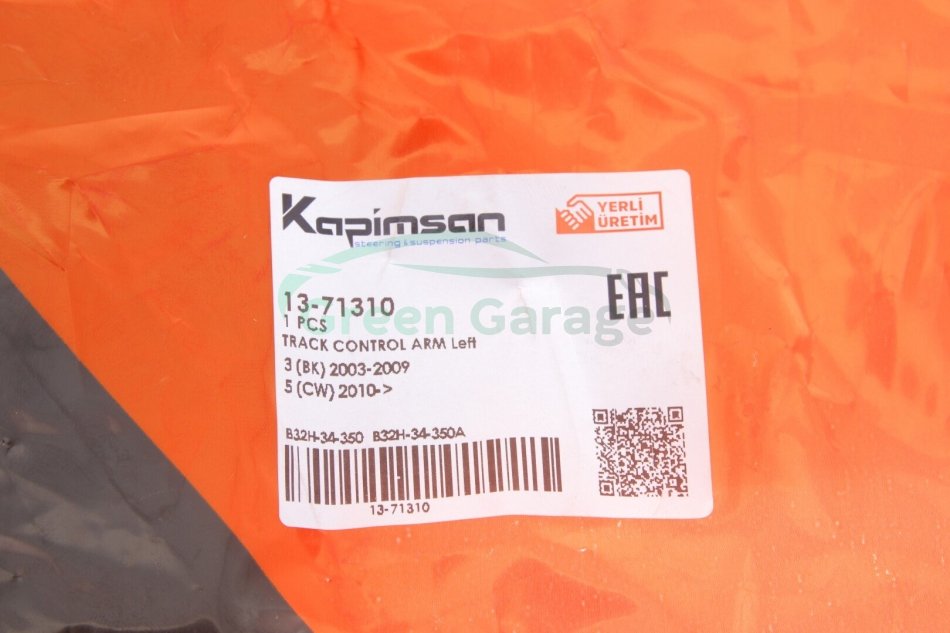 Kapimsan
steering & suspension parts
YERLİ
ÜRETİM
13-71310
EAC
Green Garage
1 PCS
TRACK CONTROL ARM Left
3 (BK) 2003-2009
5 (CW) 2010->
B32H-34-350 B32H-34-350A
13-71310